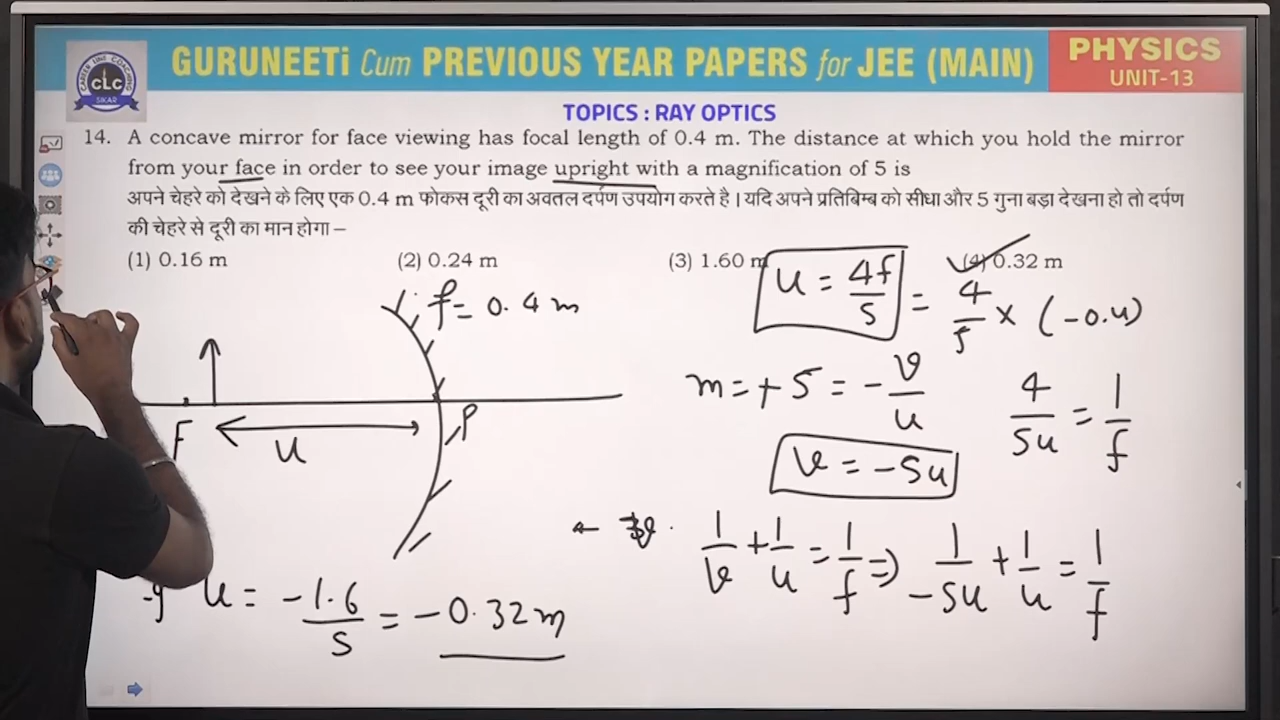 GURUNEETi Cum PREVIOUS YEAR PAPERS for JEE (MAIN)
PHYSICS
UNIT-13
CLC
SIKAR
TOPICS : RAY OPTICS
14. A concave mirror for face viewing has focal length of 0.4 m. The distance at which you hold the mirror
from your face in order to see your image upright with a magnification of 5 is
अपने चेहरे को देखने के लिए एक 0.4 m फोकस दूरी का अवतल दर्पण उपयोग करते है। यदि अपने प्रतिबिम्ब को सीधा और 5 गुना बड़ा देखना हो तो दर्पण
की चेहरे से दूरी का मान होगा –
(1) 0.16 m (2) 0.24 m (3) 1.60 m (4) 0.32 m
f = 0.4 m
u = 4f/5 = 4/5 × (-0.4)
m = + 5 = - v/u
4/5u = 1/f
F
u
P
v = -5u
1/v + 1/u = 1/f ⇒ 1/-5u + 1/u = 1/f
u = -1.6/5 = -0.32 m